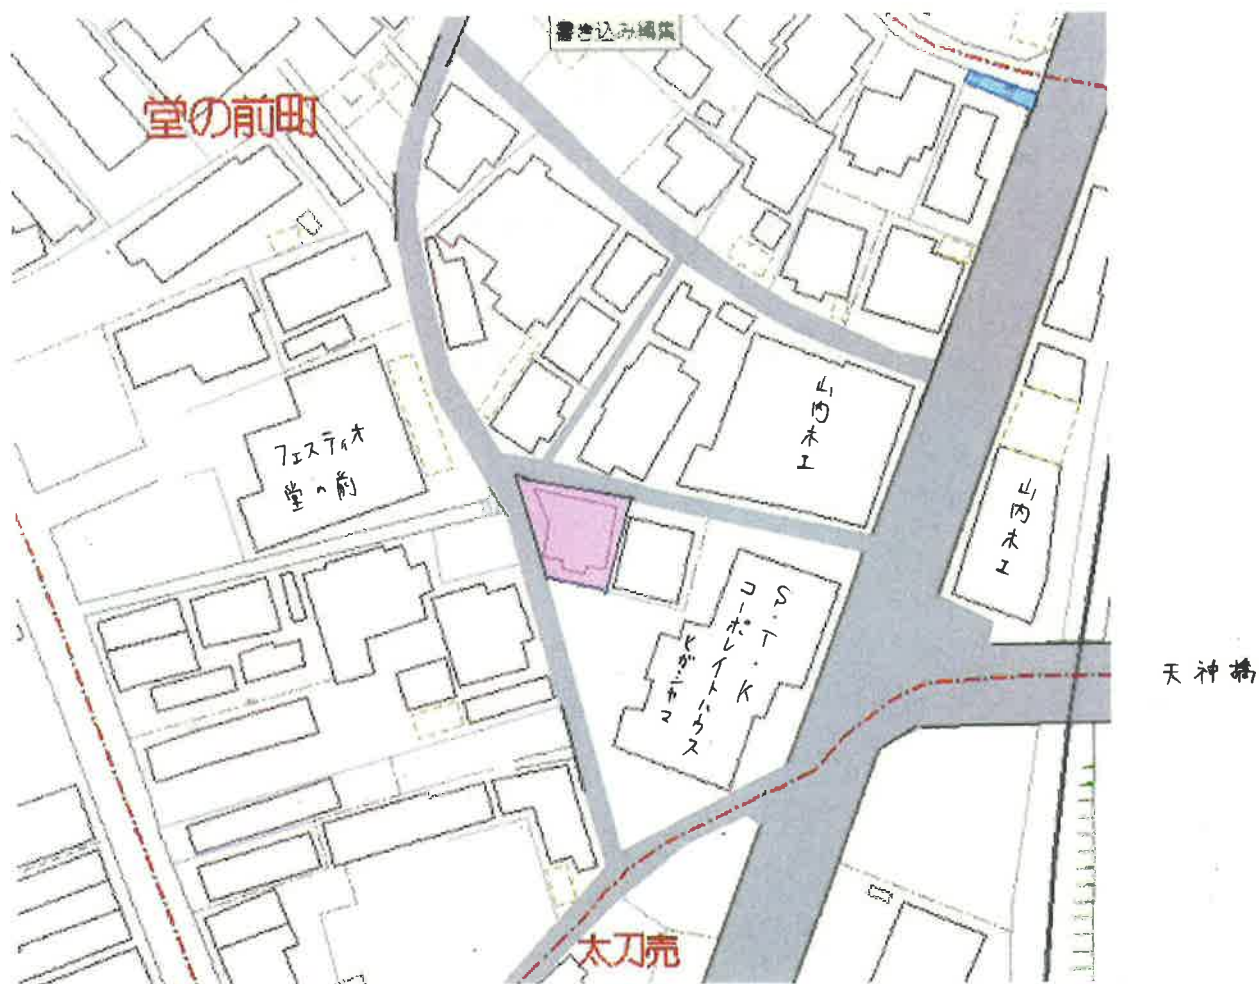 書き込み編集
堂の前町
山内木工
フェスティオ
堂の前
山内木工
S.T.K
コーポレイトハウス
ヒガシヤマ
天神橋
太刀売